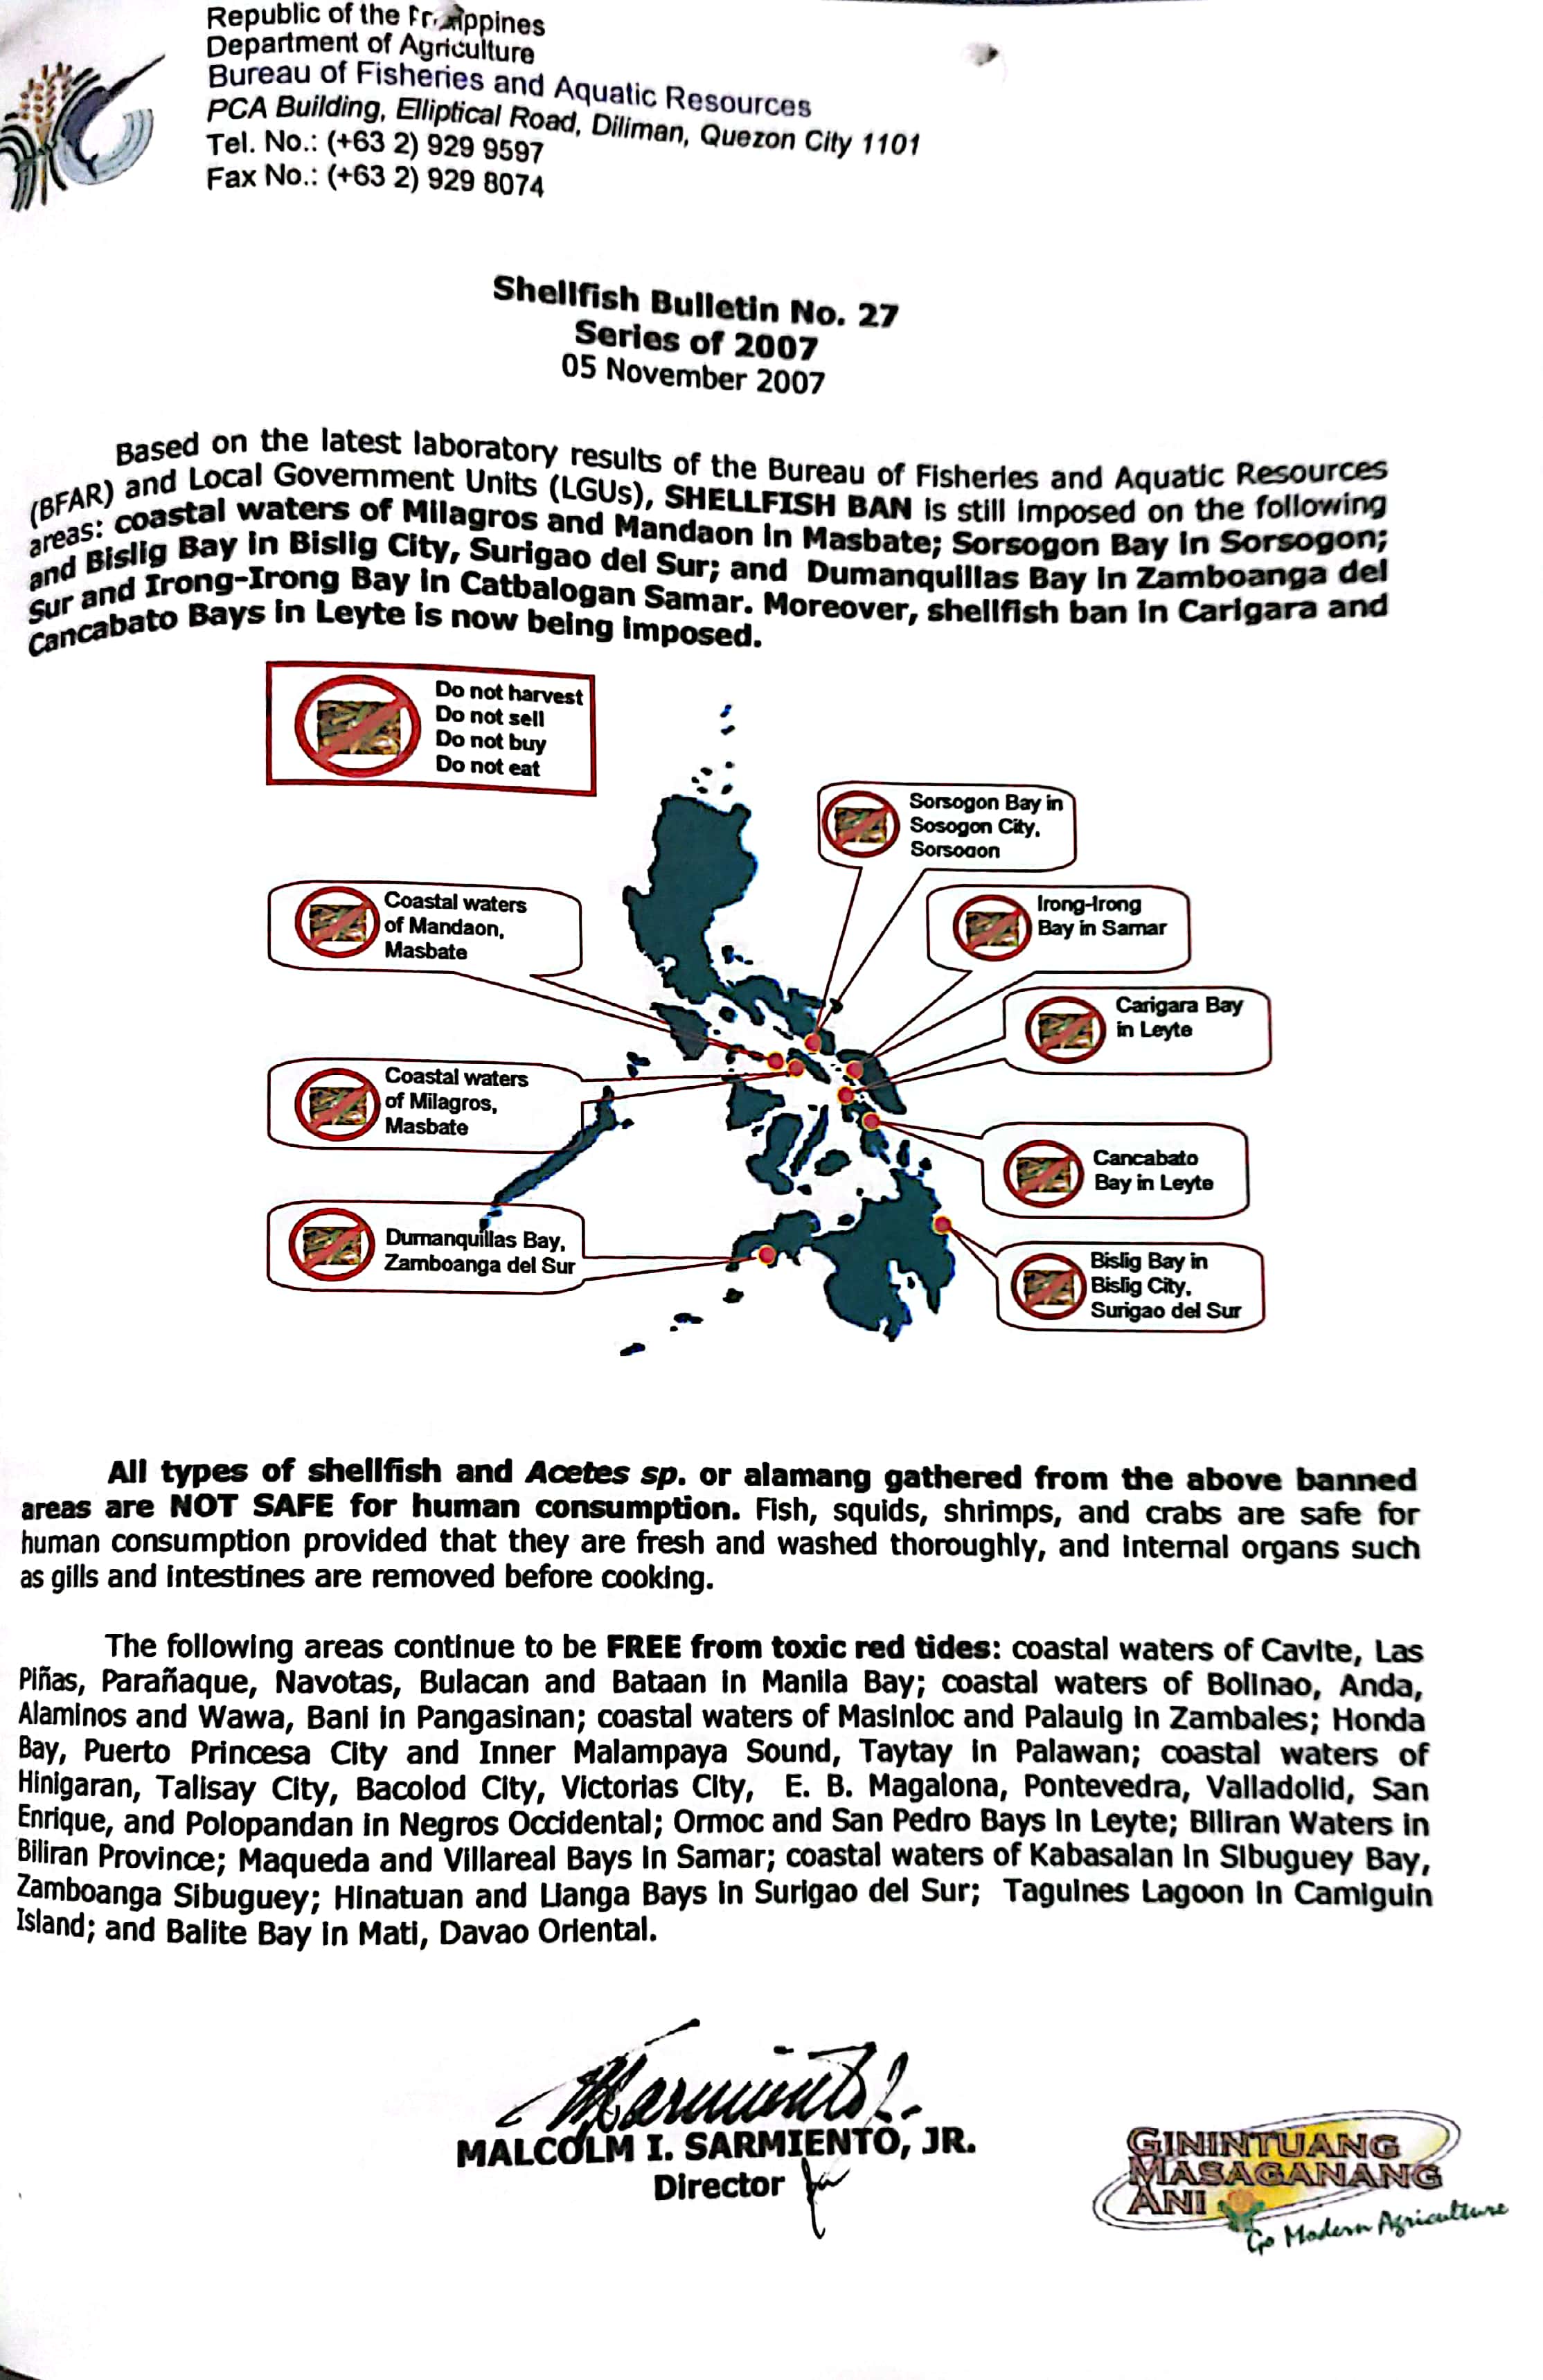 Republic of the Philippines
Department of Agriculture
Bureau of Fisheries and Aquatic Resources
PCA Building, Elliptical Road, Diliman, Quezon City 1101
Tel. No.: (+63 2) 929 9597
Fax No.: (+63 2) 929 8074
Shellfish Bulletin No. 27
Series of 2007
05 November 2007
Based on the latest laboratory results of the Bureau of Fisheries and Aquatic Resources
(BFAR) and Local Government Units (LGUs), SHELLFISH BAN is still imposed on the following
areas: coastal waters of Milagros and Mandaon in Masbate; Sorsogon Bay in Sorsogon;
and Bislig Bay in Bislig City, Surigao del Sur; and Dumanquillas Bay in Zamboanga del
Sur and Irong-Irong Bay in Catbalogan Samar. Moreover, shellfish ban in Carigara and
Cancabato Bays in Leyte is now being imposed.
Do not harvest
Do not sell
Do not buy
Do not eat
Sorsogon Bay in
Sosogon City,
Sorsogon
Coastal waters
of Mandaon,
Masbate
Irong-Irong
Bay in Samar
Carigara Bay
in Leyte
Coastal waters
of Milagros,
Masbate
Cancabato
Bay in Leyte
Dumanquillas Bay,
Zamboanga del Sur
Bislig Bay in
Bislig City,
Surigao del Sur
All types of shellfish and Acetes sp. or alamang gathered from the above banned
areas are NOT SAFE for human consumption. Fish, squids, shrimps, and crabs are safe for
human consumption provided that they are fresh and washed thoroughly, and internal organs such
as gills and intestines are removed before cooking.
The following areas continue to be FREE from toxic red tides: coastal waters of Cavite, Las
Piñas, Parañaque, Navotas, Bulacan and Bataan in Manila Bay; coastal waters of Bolinao, Anda,
Alaminos and Wawa, Bani in Pangasinan; coastal waters of Masinloc and Palauig in Zambales; Honda
Bay, Puerto Princesa City and Inner Malampaya Sound, Taytay in Palawan; coastal waters of
Hinigaran, Talisay City, Bacolod City, Victorias City, E. B. Magalona, Pontevedra, Valladolid, San
Enrique, and Polopandan in Negros Occidental; Ormoc and San Pedro Bays in Leyte; Biliran Waters in
Biliran Province; Maqueda and Villareal Bays in Samar; coastal waters of Kabasalan in Sibuguey Bay,
Zamboanga Sibuguey; Hinatuan and Lianga Bays in Surigao del Sur; Taguines Lagoon in Camiguin
Island; and Balite Bay in Mati, Davao Oriental.
MALCOLM I. SARMIENTO, JR.
Director
GININTUANG
MASAGANANG
ANI
Go Modern Agriculture